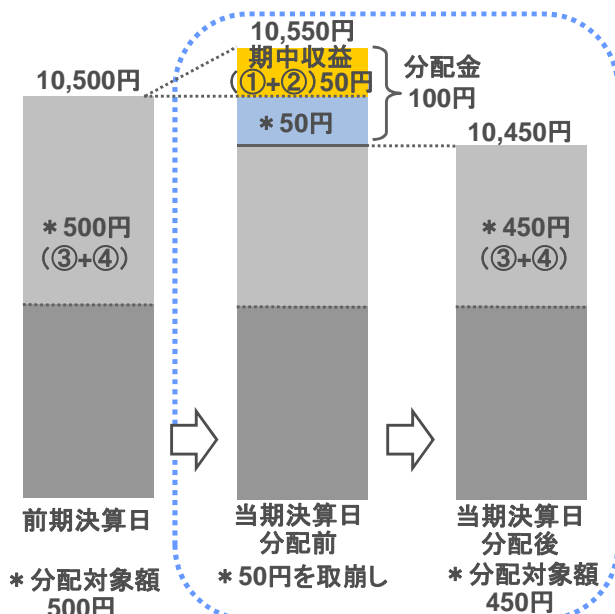 10,500円
10,550円
期中収益
(①+②)50円
分配金
100円
10,450円
＊50円
＊500円
(③+④)
＊450円
(③+④)
前期決算日
当期決算日
分配前
当期決算日
分配後
＊分配対象額
500円
＊50円を取崩し
＊分配対象額
450円